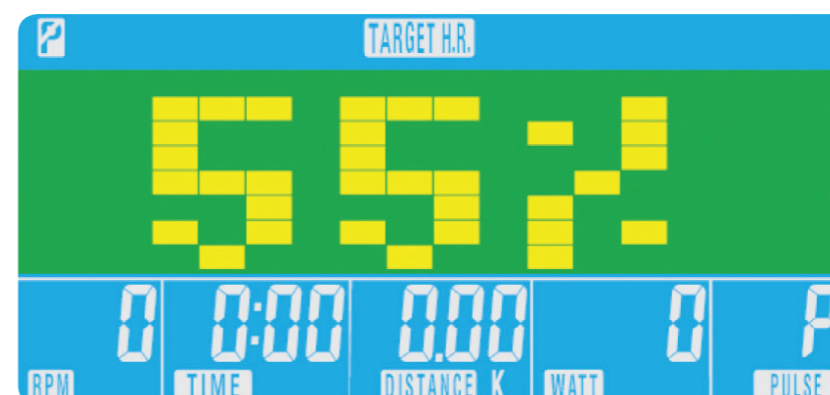 P TARGET H.R.
55%
0 0:00 0.00 0 P
RPM TIME DISTANCE K WATT PULSE